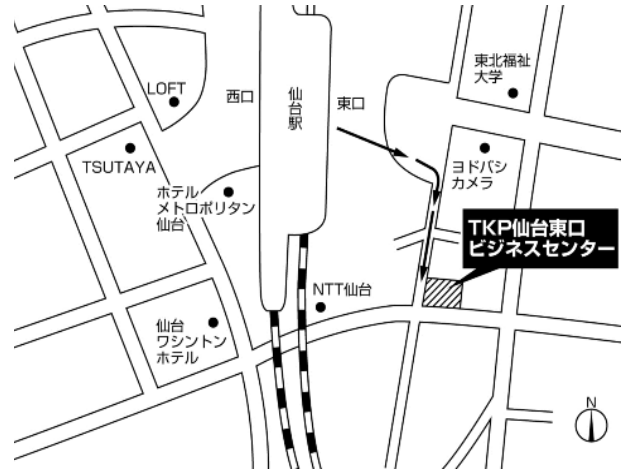 東北福祉
大学
LOFT
西口
仙台駅
東口
TSUTAYA
ヨドバシ
カメラ
ホテル
メトロポリタン
仙台
TKP仙台東口
ビジネスセンター
NTT仙台
仙台
ワシントン
ホテル
N